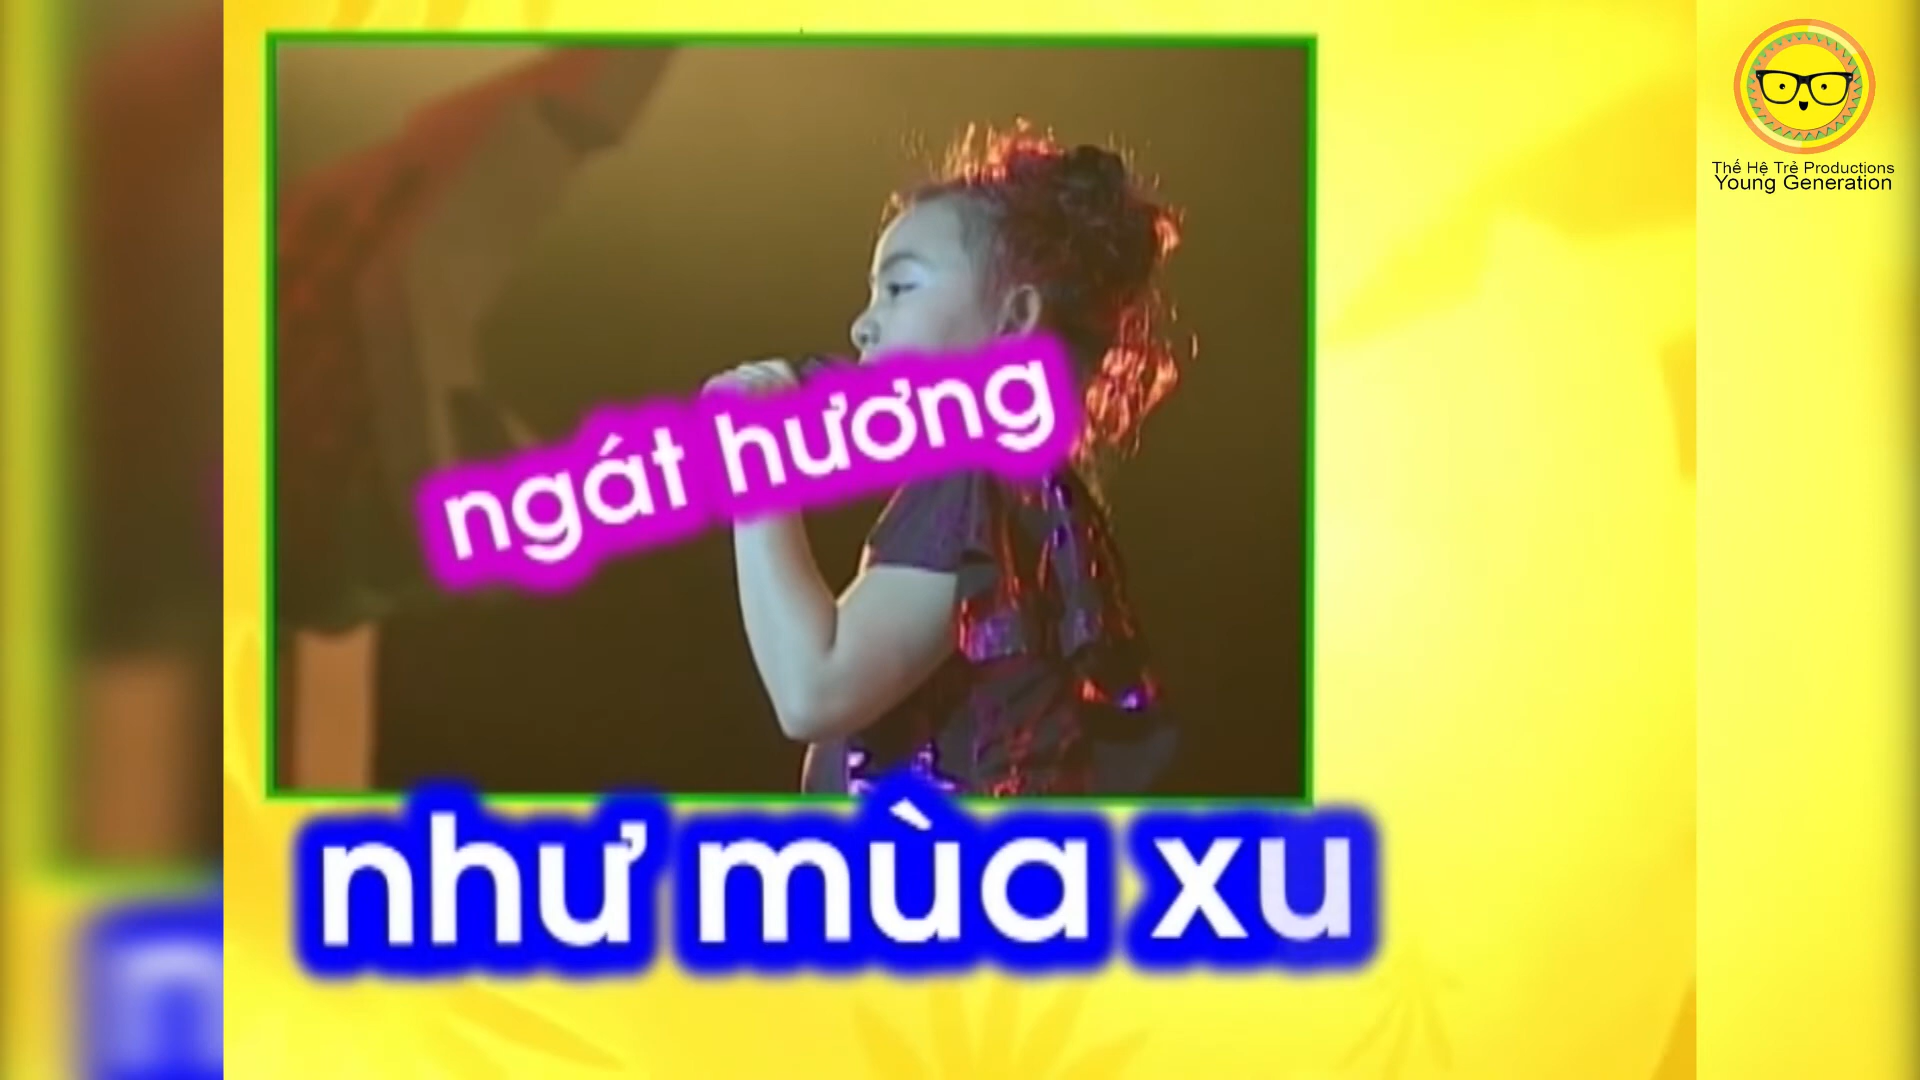 Thế Hệ Trẻ Productions
Young Generation
ngát hương
như mùa xu